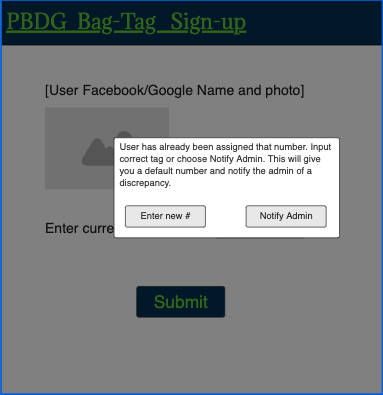 PBDG Bag-Tag Sign-up
[User Facebook/Google Name and photo]
User has already been assigned that number. Input
correct tag or choose Notify Admin. This will give
you a default number and notify the admin of a
discrepancy.
Enter new #
Notify Admin
Enter curre
Submit